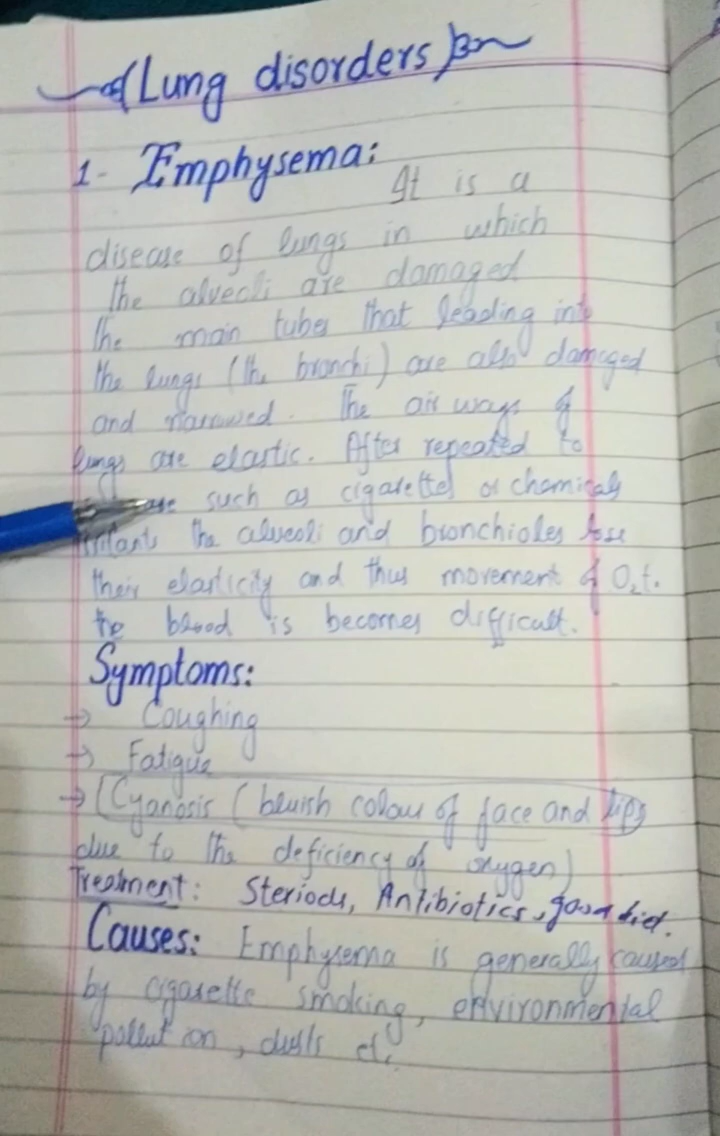 (Lung disorders)
1- Emphysema:
It is a
disease of lungs in which
the alveoli are damaged
the main tubes that leading into
the lungs (the bronchi) are also damaged
and narrowed. The air ways of
lungs are elastic. After repeated to
such as cigarettes or chemicals
the alveoli and bronchioles lose
their elasticity and thus movement of O₂ t.
the blood is becomes difficult.
Symptoms:
→ Coughing
→ Fatigue
→ Cyanosis (bluish colour of face and lips
due to the deficiency of oxygen)
Treatment: Steriods, Antibiotics, good diet.
Causes: Emphysema is generally caused
by cigarette smoking, environmental
pollution, dusts etc